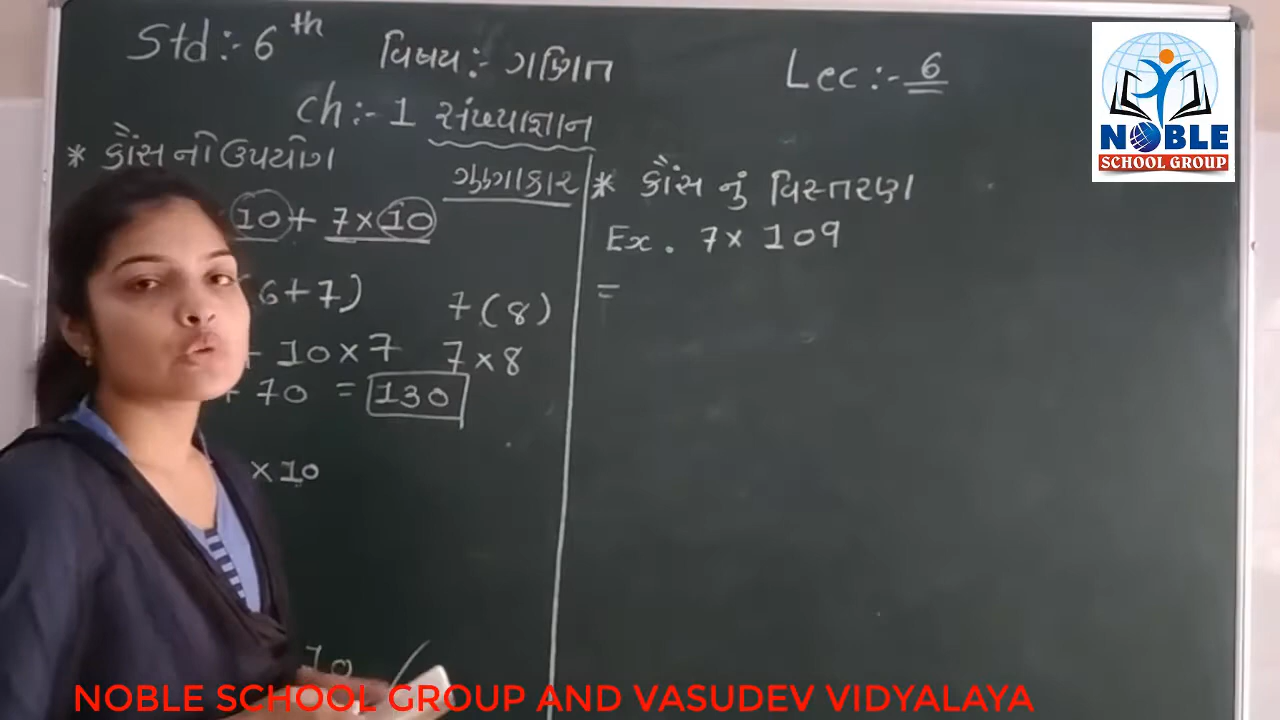 Std :- 6th
વિષય :- ગણિત
Lec :- 6
ch :- 1 સંખ્યાજ્ઞાન
* કૌંસ નો ઉપયોગ
ગુણાકાર
10 + 7 × 10
6 + 7)
7 ( 8 )
10 × 7
7 × 8
70 = 130
× 10
10 (
* કૌંસ નું વિસ્તરણ
Ex. 7 × 109
=
NOBLE
SCHOOL GROUP
NOBLE SCHOOL GROUP AND VASUDEV VIDYALAYA